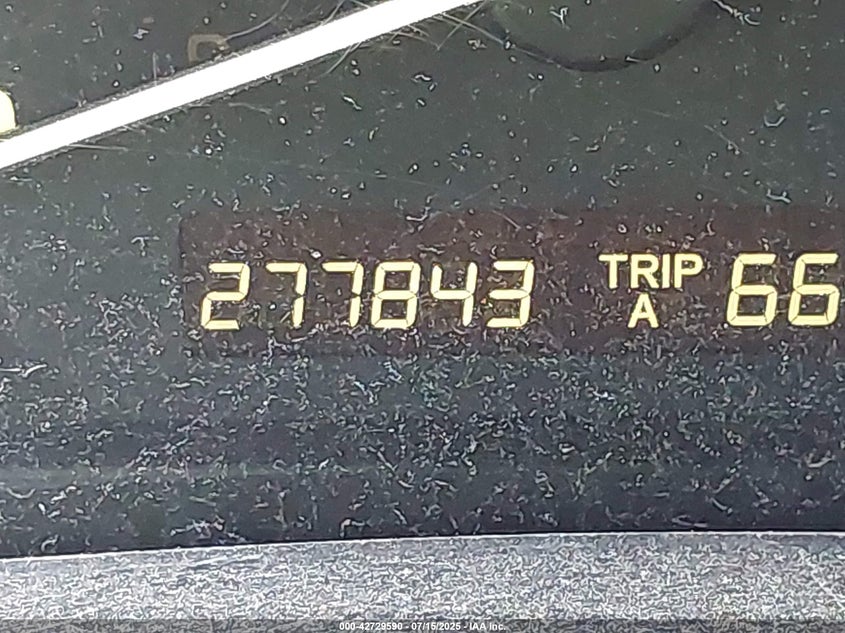 277843 TRIP A 66
000-42729590 - 07/15/2025 - IAA Inc.